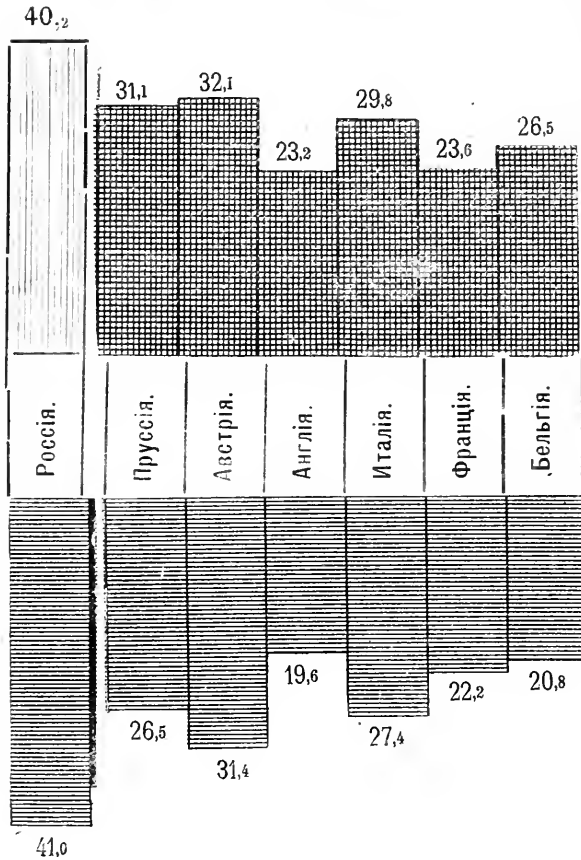 40,2
31,1 32,1 23,2 29,8 23,6 26,5
Россія. Пруссія. Австрія. Англія. Италія. Франція. Бельгія.
26,5 31,4 19,6 27,4 22,2 20,8
41,0